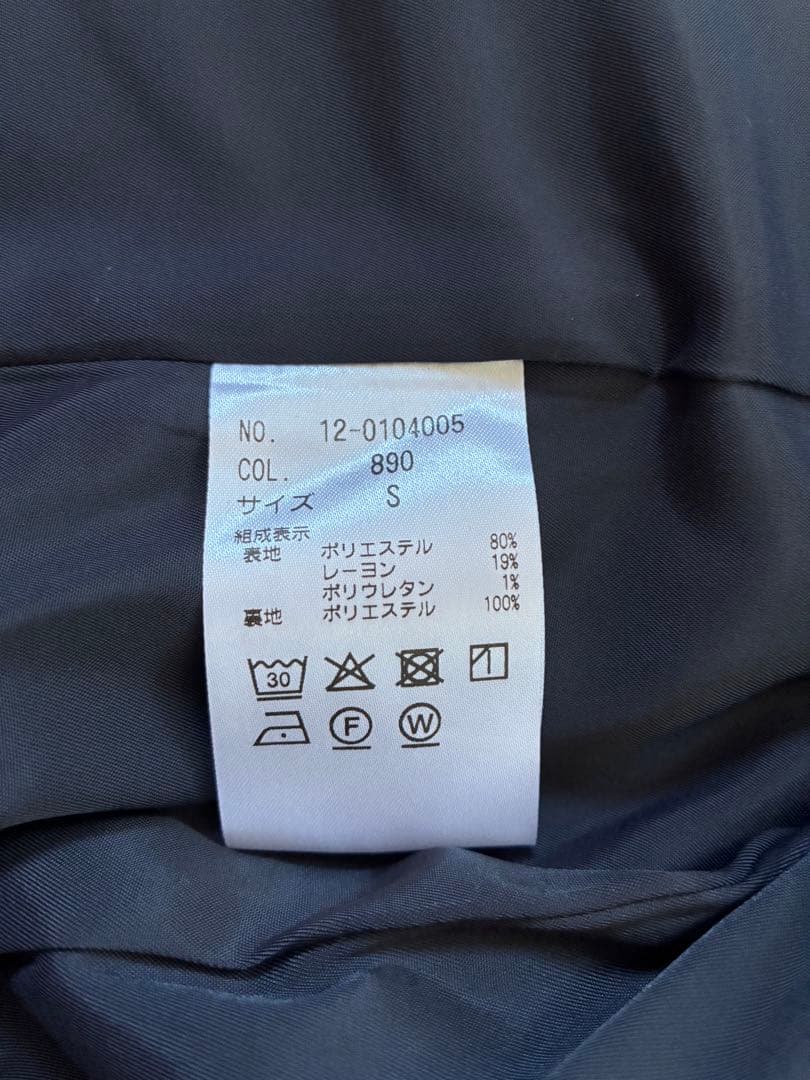 NO. 12-0104005
COL. 890
サイズ S
組成表示
表地 ポリエステル 80%
レーヨン 19%
ポリウレタン 1%
裏地 ポリエステル 100%
30
F W